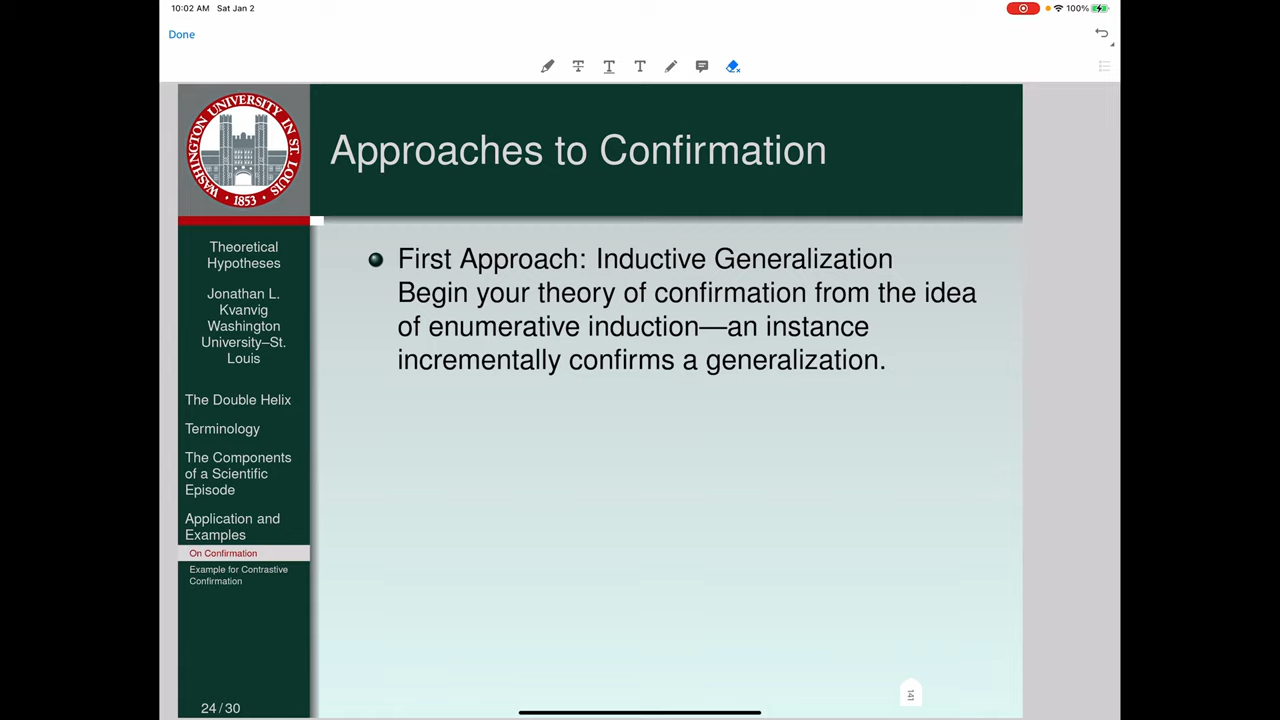 10:02 AM Sat Jan 2
100%
Done
T
T
T
WASHINGTON UNIVERSITY IN ST. LOUIS
1853
Approaches to Confirmation
Theoretical
Hypotheses
Jonathan L.
Kvanvig
Washington
University–St.
Louis
The Double Helix
Terminology
The Components
of a Scientific
Episode
Application and
Examples
On Confirmation
Example for Contrastive
Confirmation
24 / 30
First Approach: Inductive Generalization
Begin your theory of confirmation from the idea
of enumerative induction—an instance
incrementally confirms a generalization.
141